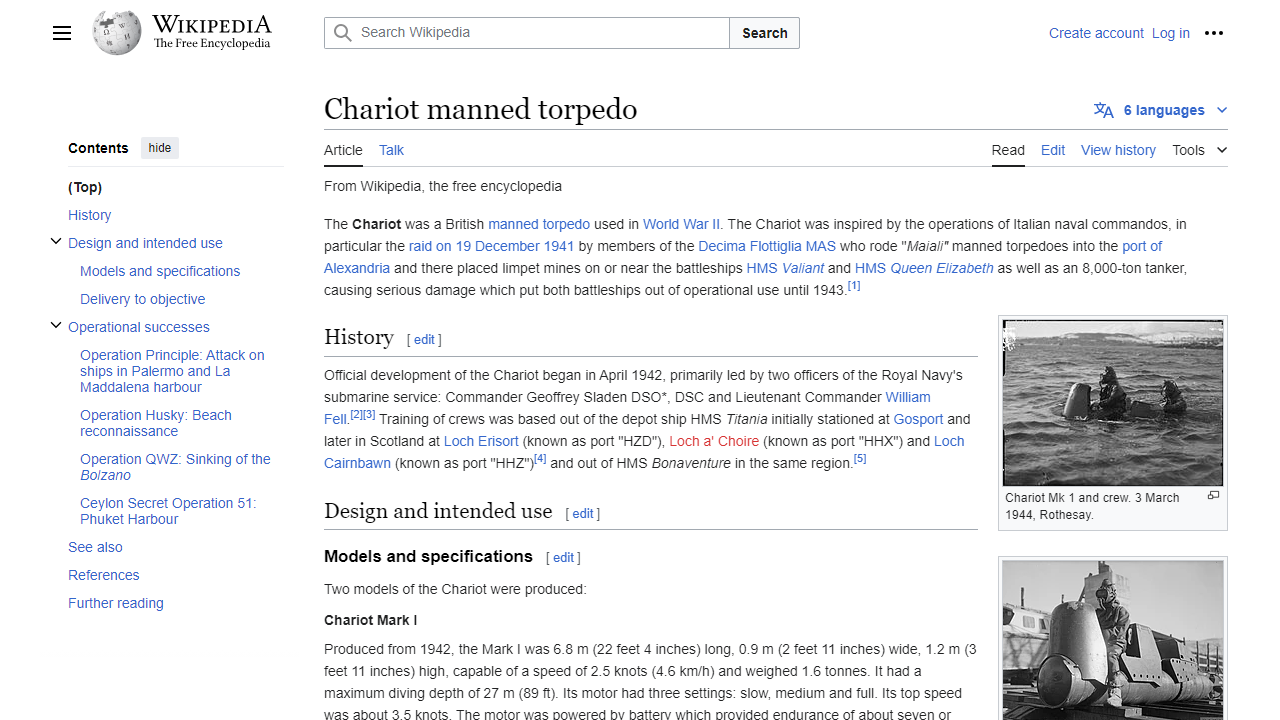 WIKIPEDIA
The Free Encyclopedia
Search Wikipedia
Search
Create account
Log in
Contents
hide
(Top)
History
Design and intended use
Models and specifications
Delivery to objective
Operational successes
Operation Principle: Attack on
ships in Palermo and La
Maddalena harbour
Operation Husky: Beach
reconnaissance
Operation QWZ: Sinking of the
Bolzano
Ceylon Secret Operation 51:
Phuket Harbour
See also
References
Further reading
Chariot manned torpedo
6 languages
Article
Talk
Read
Edit
View history
Tools
From Wikipedia, the free encyclopedia
The Chariot was a British manned torpedo used in World War II. The Chariot was inspired by the operations of Italian naval commandos, in
particular the raid on 19 December 1941 by members of the Decima Flottiglia MAS who rode "Maiali" manned torpedoes into the port of
Alexandria and there placed limpet mines on or near the battleships HMS Valiant and HMS Queen Elizabeth as well as an 8,000-ton tanker,
causing serious damage which put both battleships out of operational use until 1943.[1]
History [ edit ]
Official development of the Chariot began in April 1942, primarily led by two officers of the Royal Navy's
submarine service: Commander Geoffrey Sladen DSO*, DSC and Lieutenant Commander William
Fell.[2][3] Training of crews was based out of the depot ship HMS Titania initially stationed at Gosport and
later in Scotland at Loch Erisort (known as port "HZD"), Loch a' Choire (known as port "HHX") and Loch
Cairnbawn (known as port "HHZ")[4] and out of HMS Bonaventure in the same region.[5]
Chariot Mk 1 and crew. 3 March
1944, Rothesay.
Design and intended use [ edit ]
Models and specifications [ edit ]
Two models of the Chariot were produced:
Chariot Mark I
Produced from 1942, the Mark I was 6.8 m (22 feet 4 inches) long, 0.9 m (2 feet 11 inches) wide, 1.2 m (3
feet 11 inches) high, capable of a speed of 2.5 knots (4.6 km/h) and weighed 1.6 tonnes. It had a
maximum diving depth of 27 m (89 ft). Its motor had three settings: slow, medium and full. Its top speed
was about 3.5 knots. The motor was powered by battery which provided endurance of about seven or